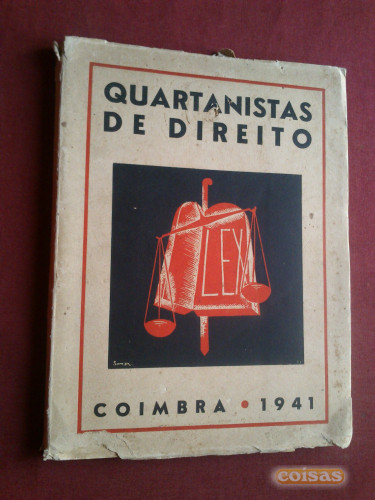 QUARTANISTAS
DE DIREITO
LEX
COIMBRA • 1941
coisas